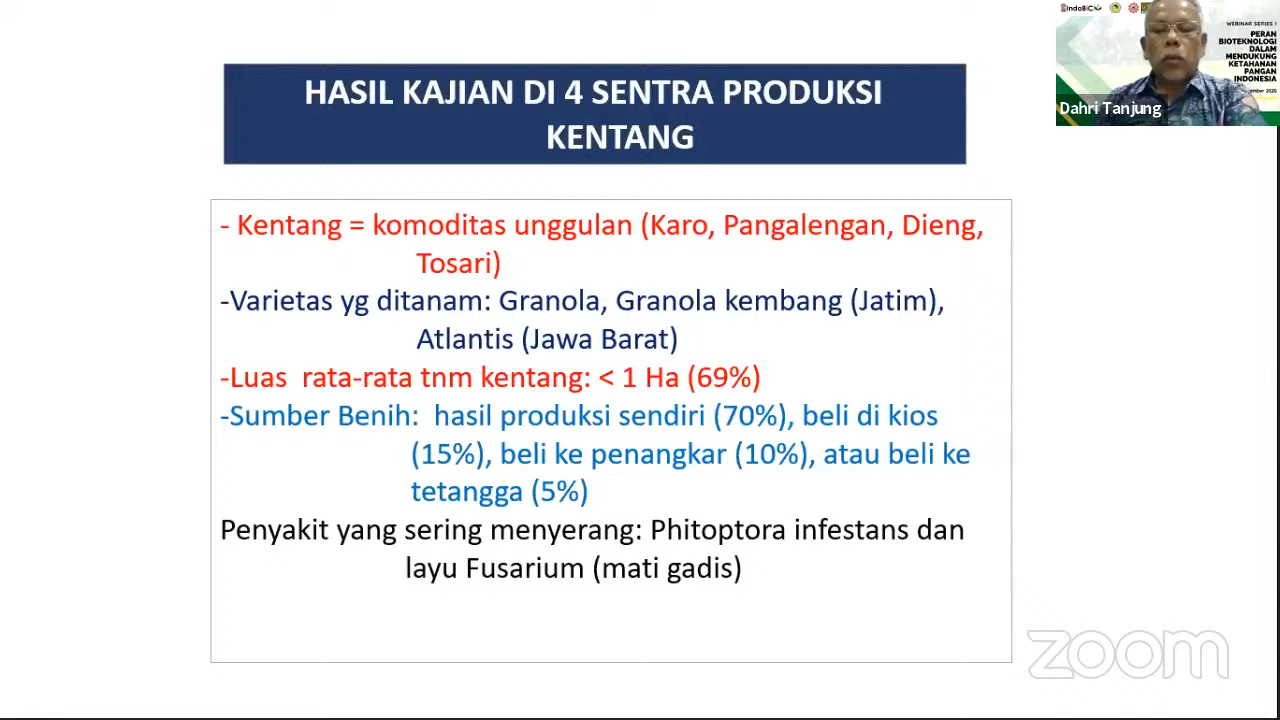 HASIL KAJIAN DI 4 SENTRA PRODUKSI
KENTANG
- Kentang = komoditas unggulan (Karo, Pangalengan, Dieng,
Tosari)
-Varietas yg ditanam: Granola, Granola kembang (Jatim),
Atlantis (Jawa Barat)
-Luas rata-rata tnm kentang: < 1 Ha (69%)
-Sumber Benih: hasil produksi sendiri (70%), beli di kios
(15%), beli ke penangkar (10%), atau beli ke
tetangga (5%)
Penyakit yang sering menyerang: Phitoptora infestans dan
layu Fusarium (mati gadis)
IndoBIC
WEBINAR SERIES 1
PERAN
BIOTEKNOLOGI
DALAM
MENDUKUNG
KETAHANAN
PANGAN
INDONESIA
2020
Dahri Tanjung
zoom